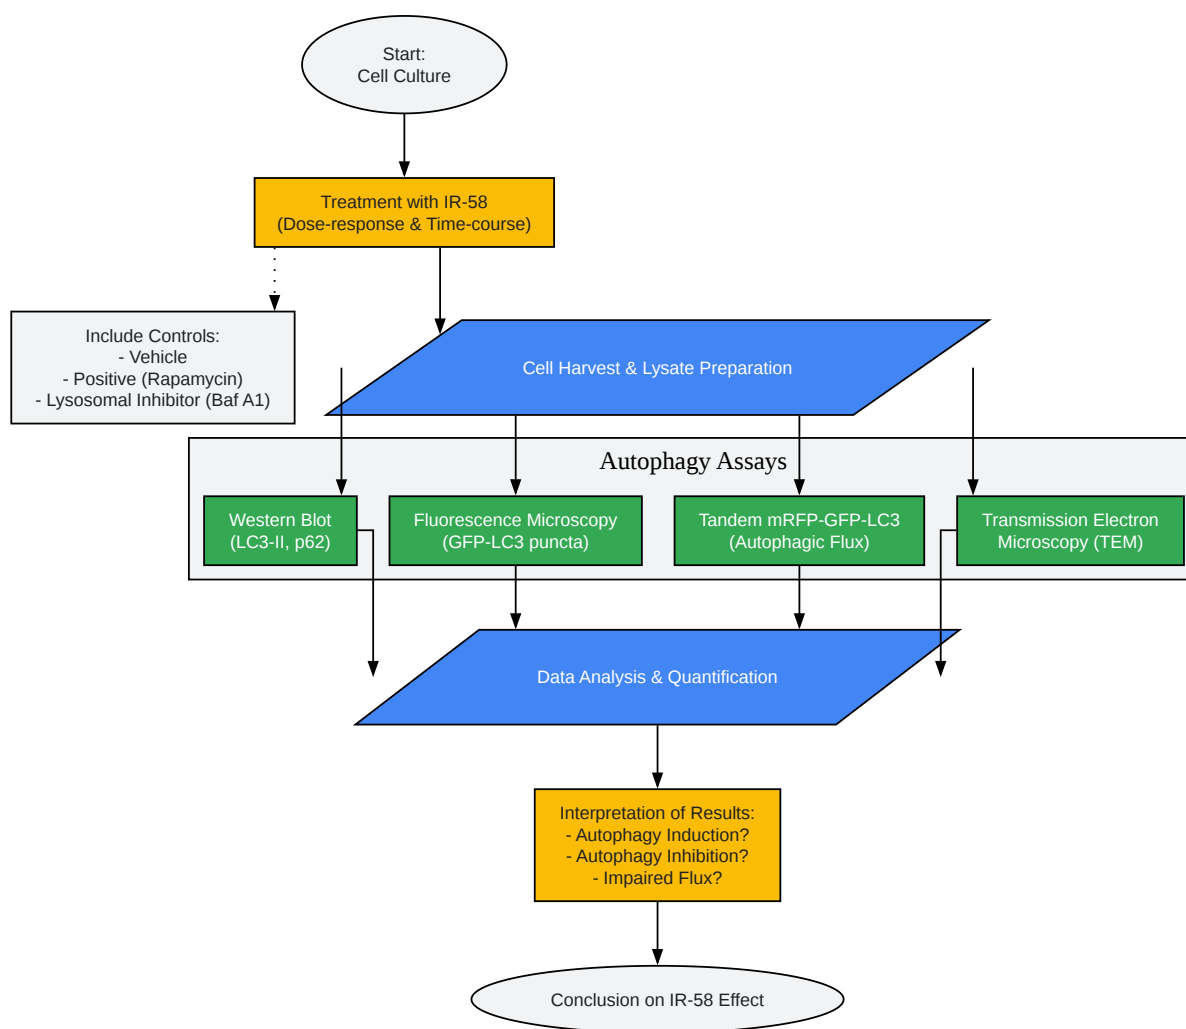 Start:
Cell Culture
Treatment with IR-58
(Dose-response & Time-course)
Include Controls:
- Vehicle
- Positive (Rapamycin)
- Lysosomal Inhibitor (Baf A1)
Cell Harvest & Lysate Preparation
Autophagy Assays
Western Blot
(LC3-II, p62)
Fluorescence Microscopy
(GFP-LC3 puncta)
Tandem mRFP-GFP-LC3
(Autophagic Flux)
Transmission Electron
Microscopy (TEM)
Data Analysis & Quantification
Interpretation of Results:
- Autophagy Induction?
- Autophagy Inhibition?
- Impaired Flux?
Conclusion on IR-58 Effect